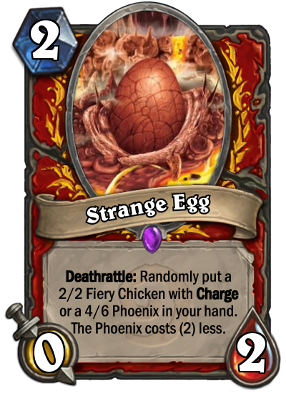 2
Strange Egg
Deathrattle: Randomly put a
2/2 Fiery Chicken with Charge
or a 4/6 Phoenix in your hand.
The Phoenix costs (2) less.
0
2